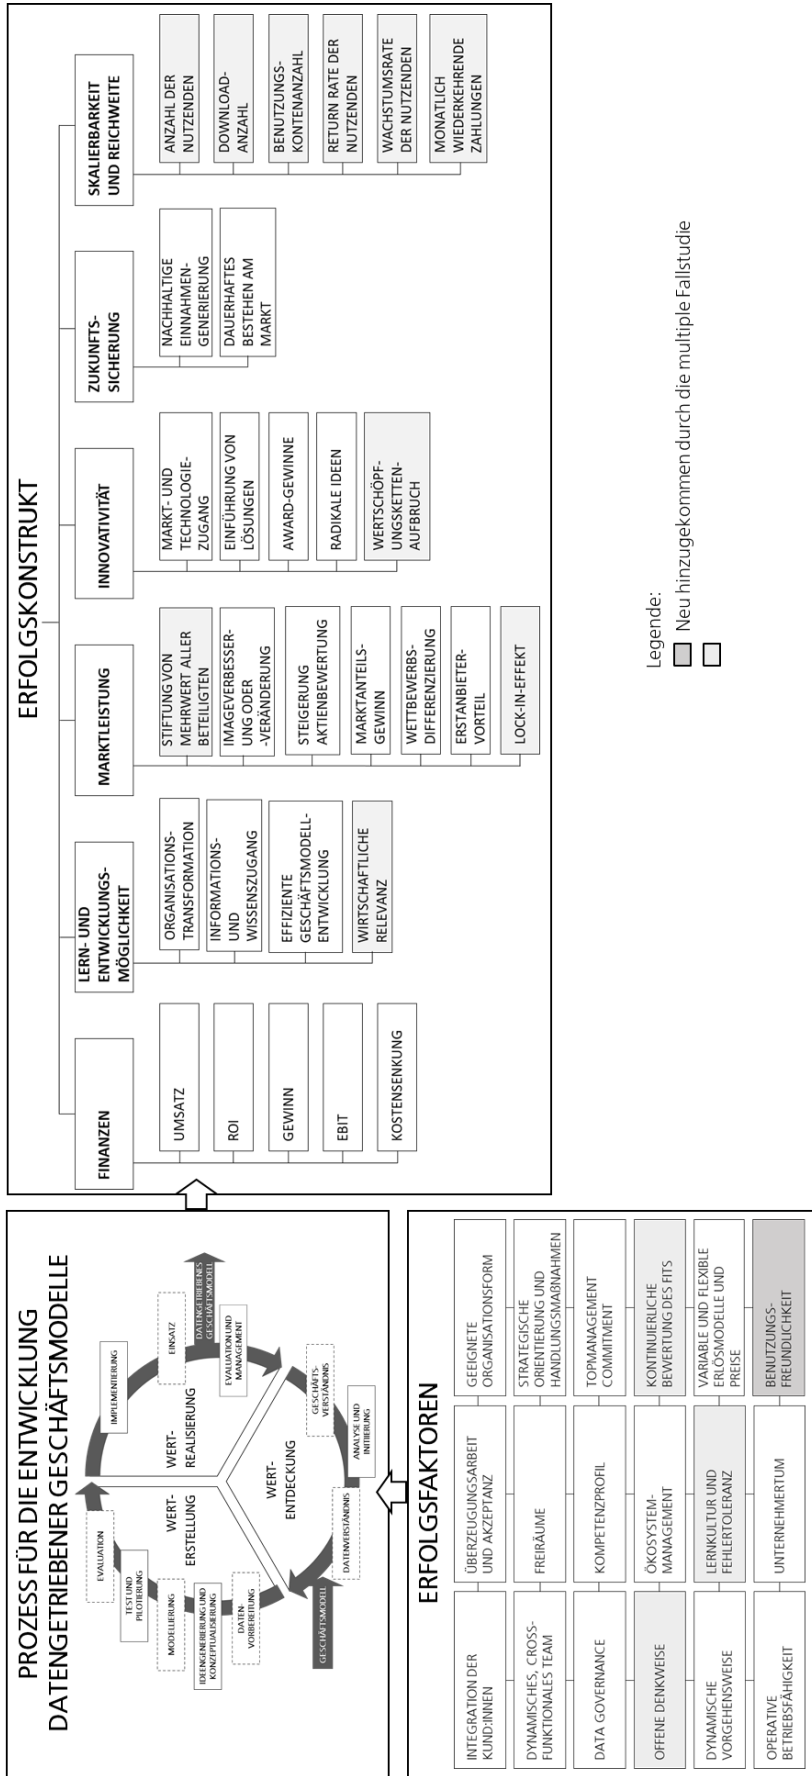 PROZESS FÜR DIE ENTWICKLUNG
DATENGETRIEBENER GESCHÄFTSMODELLE
EVALUATION
TEST UND
PILOTIERUNG
MODELLIERUNG
IDEENGENERIERUNG UND
KONZEPTUALISIERUNG
DATEN-
VORBEREITUNG
GESCHÄFTSMODELL
WERT-
ERSTELLUNG
IMPLEMENTIERUNG
EINSATZ
DATENGETRIEBENES
GESCHÄFTSMODELL
EVALUATION UND
MANAGEMENT
WERT-
REALISIERUNG
GESCHÄFTS-
VERSTÄNDNIS
ANALYSE UND
INITIIERUNG
DATENVERSTÄNDNIS
WERT-
ENTDECKUNG
ERFOLGSFAKTOREN
INTEGRATION DER
KUND:INNEN
ÜBERZEUGUNGSARBEIT
UND AKZEPTANZ
GEEIGNETE
ORGANISATIONSFORM
DYNAMISCHES, CROSS-
FUNKTIONALES TEAM
FREIRÄUME
STRATEGISCHE
ORIENTIERUNG UND
HANDLUNGSMAẞNAHMEN
DATA GOVERNANCE
KOMPETENZPROFIL
TOPMANAGEMENT
COMMITMENT
OFFENE DENKWEISE
ÖKOSYSTEM-
MANAGEMENT
KONTINUIERLICHE
BEWERTUNG DES FITS
DYNAMISCHE
VORGEHENSWEISE
LERNKULTUR UND
FEHLERTOLERANZ
VARIABLE UND FLEXIBLE
ERLÖSMODELLE UND
PREISE
OPERATIVE
BETRIEBSFÄHIGKEIT
UNTERNEHMERTUM
BENUTZUNGS-
FREUNDLICHKEIT
ERFOLGSKONSTRUKT
FINANZEN
UMSATZ
ROI
GEWINN
EBIT
KOSTENSENKUNG
LERN- UND
ENTWICKLUNGS-
MÖGLICHKEIT
ORGANISATIONS-
TRANSFORMATION
INFORMATIONS-
UND
WISSENSZUGANG
EFFIZIENTE
GESCHÄFTSMODELL-
ENTWICKLUNG
WIRTSCHAFTLICHE
RELEVANZ
MARKTLEISTUNG
STIFTUNG VON
MEHRWERT ALLER
BETEILIGTEN
IMAGEVERBESSER-
UNG ODER
-VERÄNDERUNG
STEIGERUNG
AKTIENBEWERTUNG
MARKTANTEILS-
GEWINN
WETTBEWERBS-
DIFFERENZIERUNG
ERSTANBIETER-
VORTEIL
LOCK-IN-EFFEKT
INNOVATIVITÄT
MARKT- UND
TECHNOLOGIE-
ZUGANG
EINFÜHRUNG VON
LÖSUNGEN
AWARD-GEWINNE
RADIKALE IDEEN
WERTSCHÖPF-
UNGSKETTEN-
AUFBRUCH
ZUKUNFTS-
SICHERUNG
NACHHALTIGE
EINNAHMEN-
GENERIERUNG
DAUERHAFTES
BESTEHEN AM
MARKT
SKALIERBARKEIT
UND REICHWEITE
ANZAHL DER
NUTZENDEN
DOWNLOAD-
ANZAHL
BENUTZUNGS-
KONTENANZAHL
RETURN RATE DER
NUTZENDEN
WACHSTUMSRATE
DER NUTZENDEN
MONATLICH
WIEDERKEHRENDE
ZAHLUNGEN
Legende:
Neu hinzugekommen durch die multiple Fallstudie